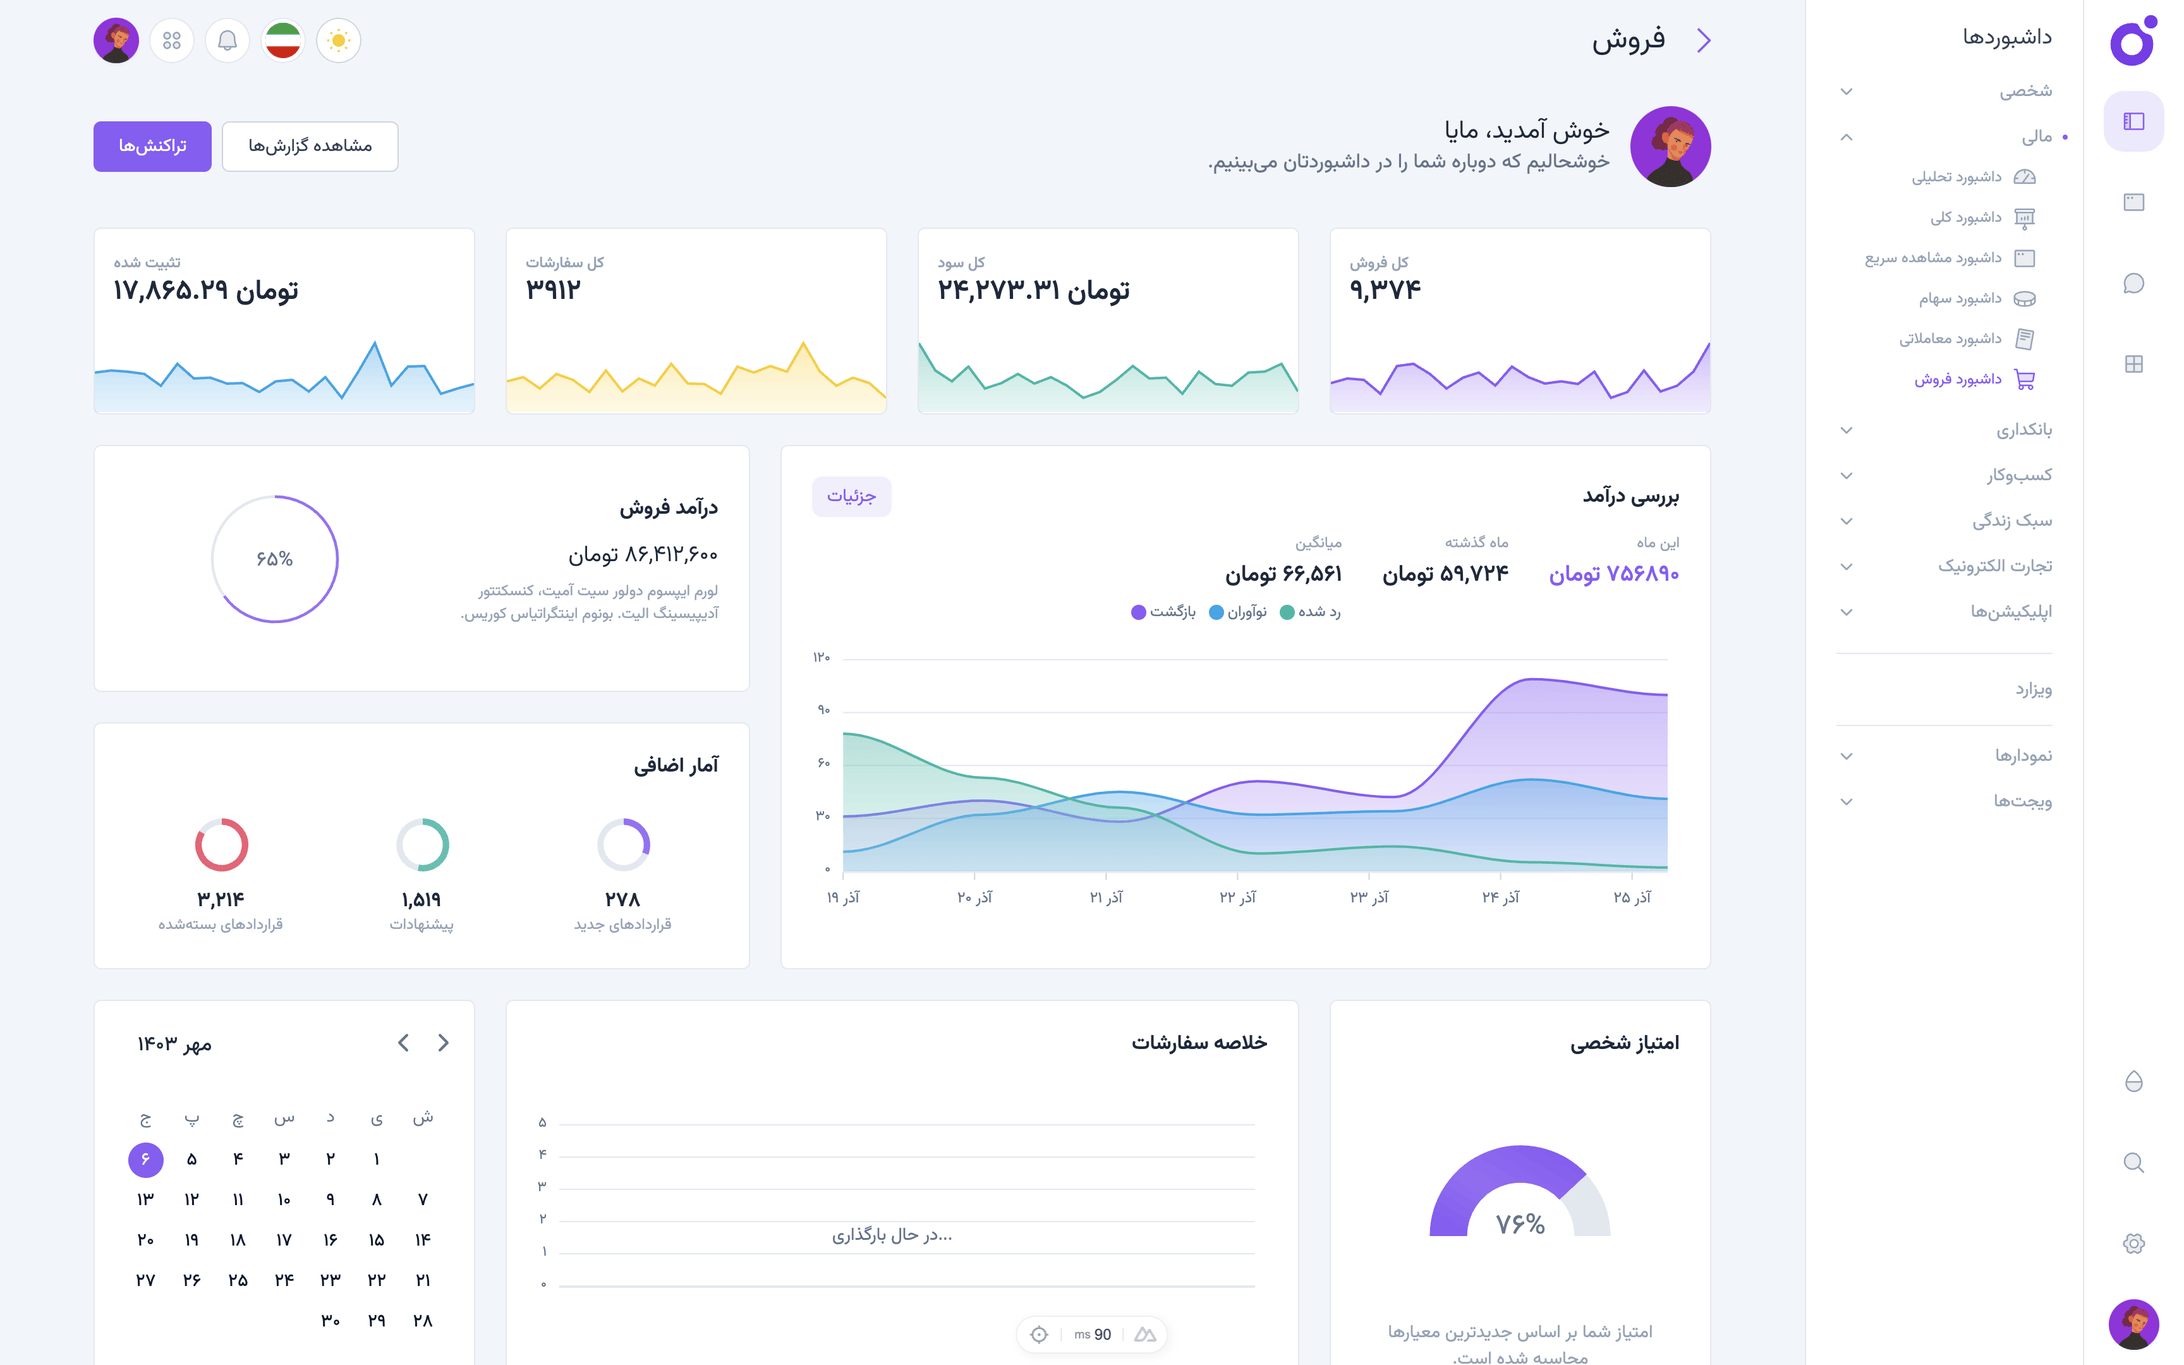 داشبوردها
شخصی
مالی
داشبورد تحلیلی
داشبورد کلی
داشبورد مشاهده سریع
داشبورد سهام
داشبورد معاملاتی
داشبورد فروش
بانکداری
کسب‌وکار
سبک زندگی
تجارت الکترونیک
اپلیکیشن‌ها
ویزارد
نمودارها
ویجت‌ها
فروش
خوش آمدید، مایا
خوشحالیم که دوباره شما را در داشبوردتان می‌بینیم.
مشاهده گزارش‌ها
تراکنش‌ها
کل فروش
۹,۳۷۴
کل سود
۲۴,۲۷۳.۳۱ تومان
کل سفارشات
۳۹۱۲
تثبیت شده
۱۷,۸۶۵.۲۹ تومان
بررسی درآمد
جزئیات
این ماه
۷۵۶۸۹۰ تومان
ماه گذشته
۵۹,۷۲۴ تومان
میانگین
۶۶,۵۶۱ تومان
رد شده
نوآوران
بازگشت
۱۲۰
۹۰
۶۰
۳۰
۰
۱۹ آذر
۲۰ آذر
۲۱ آذر
۲۲ آذر
۲۳ آذر
۲۴ آذر
۲۵ آذر
درآمد فروش
۸۶,۴۱۲,۶۰۰ تومان
لورم ایپسوم دولور سیت آمیت، کنسکتتور
آدیپیسینگ الیت. بونوم اینتگراتیاس کوریس.
۶۵%
آمار اضافی
۲۷۸
قراردادهای جدید
۱,۵۱۹
پیشنهادات
۳,۲۱۴
قراردادهای بسته‌شده
امتیاز شخصی
۷۶%
امتیاز شما بر اساس جدیدترین معیارها
محاسبه شده است.
خلاصه سفارشات
۵
۴
۳
۲
۱
۰
در حال بارگذاری...
90 ms
مهر ۱۴۰۳
ش ی د س چ پ ج
۱ ۲ ۳ ۴ ۵ ۶
۷ ۸ ۹ ۱۰ ۱۱ ۱۲ ۱۳
۱۴ ۱۵ ۱۶ ۱۷ ۱۸ ۱۹ ۲۰
۲۱ ۲۲ ۲۳ ۲۴ ۲۵ ۲۶ ۲۷
۲۸ ۲۹ ۳۰